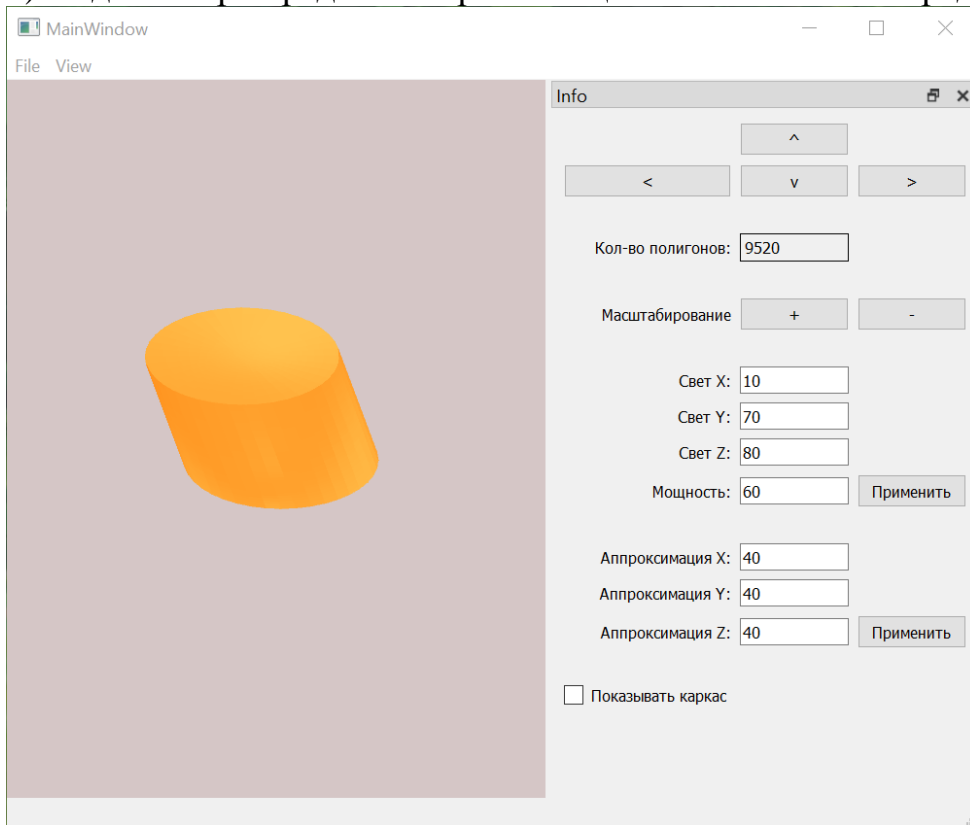 MainWindow
File View
Info
^
< v >
Кол-во полигонов: 9520
Масштабирование + -
Свет X: 10
Свет Y: 70
Свет Z: 80
Мощность: 60 Применить
Аппроксимация X: 40
Аппроксимация Y: 40
Аппроксимация Z: 40 Применить
Показывать каркас